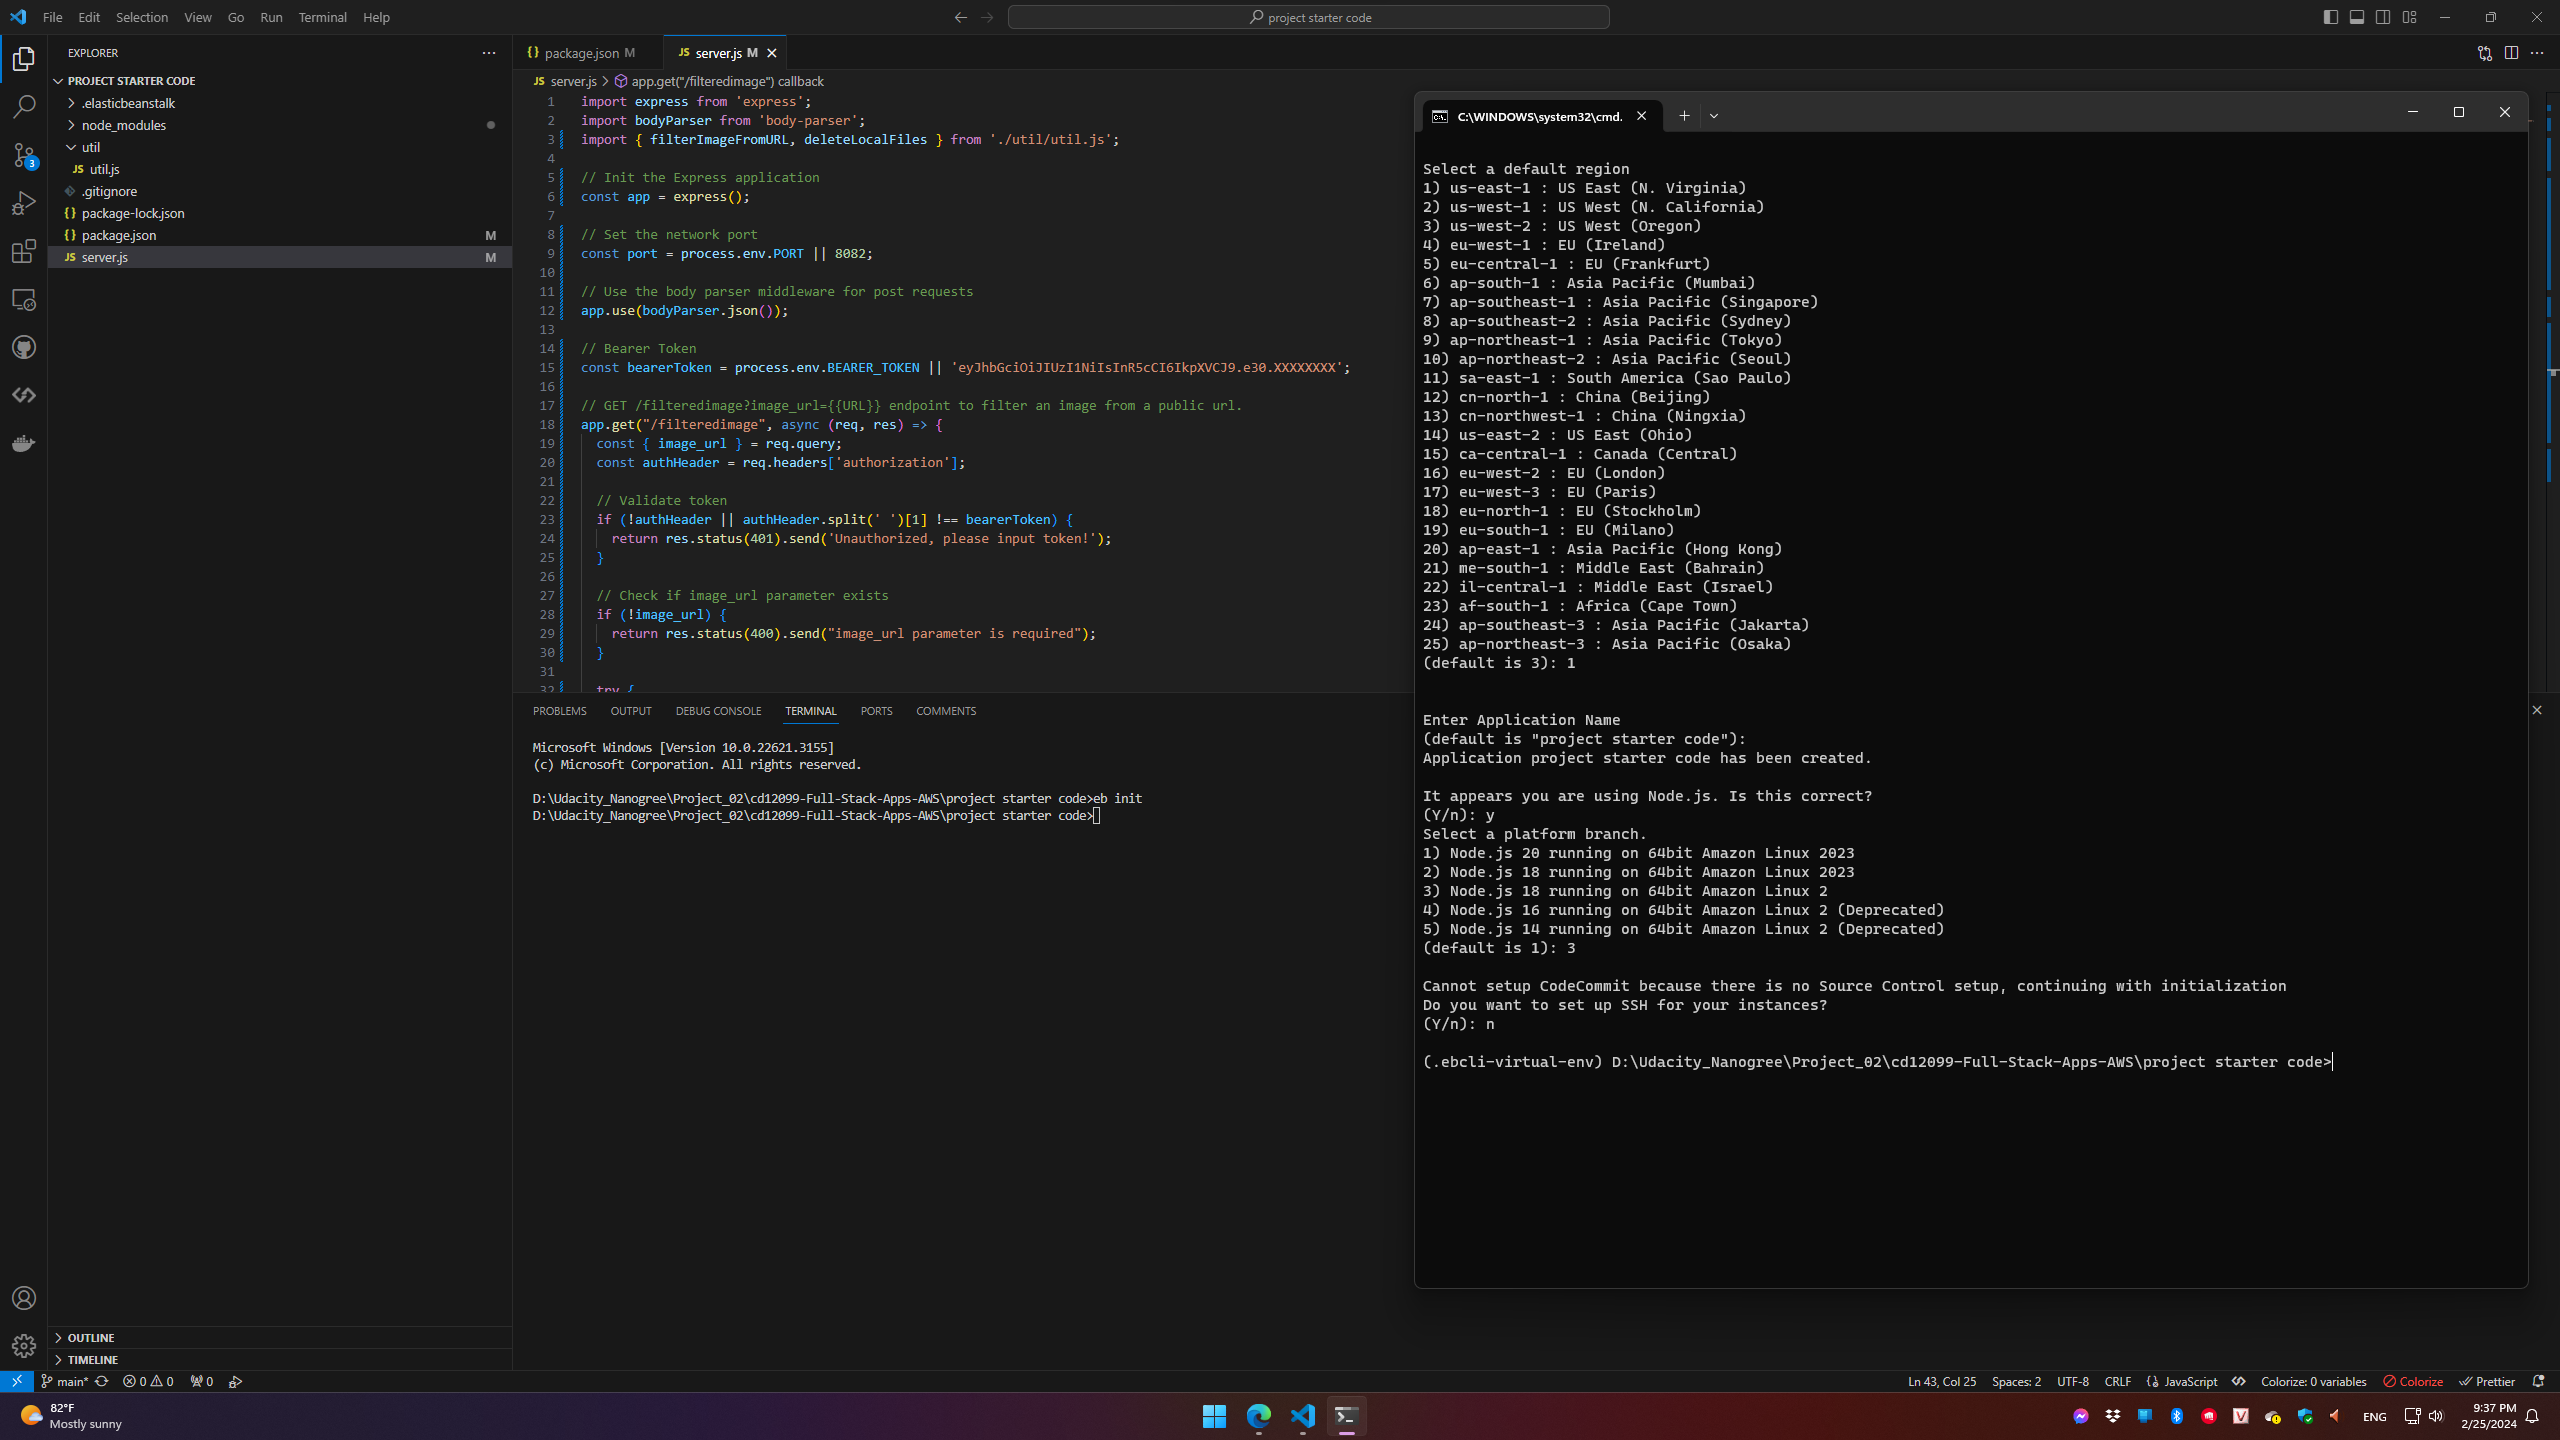 File Edit Selection View Go Run Terminal Help
project starter code
EXPLORER
PROJECT STARTER CODE
.elasticbeanstalk
node_modules
util
JS util.js
.gitignore
{} package-lock.json
{} package.json M
JS server.js M
3
OUTLINE
TIMELINE
{} package.json M
JS server.js M
JS server.js > app.get("/filteredimage") callback
1 import express from 'express';
2 import bodyParser from 'body-parser';
3 import { filterImageFromURL, deleteLocalFiles } from './util/util.js';
4
5 // Init the Express application
6 const app = express();
7
8 // Set the network port
9 const port = process.env.PORT || 8082;
10
11 // Use the body parser middleware for post requests
12 app.use(bodyParser.json());
13
14 // Bearer Token
15 const bearerToken = process.env.BEARER_TOKEN || 'eyJhbGciOiJIUzI1NiIsInR5cCI6IkpXVCJ9.e30.XXXXXXXX';
16
17 // GET /filteredimage?image_url={{URL}} endpoint to filter an image from a public url.
18 app.get("/filteredimage", async (req, res) => {
19 const { image_url } = req.query;
20 const authHeader = req.headers['authorization'];
21
22 // Validate token
23 if (!authHeader || authHeader.split(' ')[1] !== bearerToken) {
24 return res.status(401).send('Unauthorized, please input token!');
25 }
26
27 // Check if image_url parameter exists
28 if (!image_url) {
29 return res.status(400).send("image_url parameter is required");
30 }
31
32 try {
PROBLEMS OUTPUT DEBUG CONSOLE TERMINAL PORTS COMMENTS
Microsoft Windows [Version 10.0.22621.3155]
(c) Microsoft Corporation. All rights reserved.
D:\Udacity_Nanogree\Project_02\cd12099-Full-Stack-Apps-AWS\project starter code>eb init
D:\Udacity_Nanogree\Project_02\cd12099-Full-Stack-Apps-AWS\project starter code>
C:\WINDOWS\system32\cmd.
Select a default region
1) us-east-1 : US East (N. Virginia)
2) us-west-1 : US West (N. California)
3) us-west-2 : US West (Oregon)
4) eu-west-1 : EU (Ireland)
5) eu-central-1 : EU (Frankfurt)
6) ap-south-1 : Asia Pacific (Mumbai)
7) ap-southeast-1 : Asia Pacific (Singapore)
8) ap-southeast-2 : Asia Pacific (Sydney)
9) ap-northeast-1 : Asia Pacific (Tokyo)
10) ap-northeast-2 : Asia Pacific (Seoul)
11) sa-east-1 : South America (Sao Paulo)
12) cn-north-1 : China (Beijing)
13) cn-northwest-1 : China (Ningxia)
14) us-east-2 : US East (Ohio)
15) ca-central-1 : Canada (Central)
16) eu-west-2 : EU (London)
17) eu-west-3 : EU (Paris)
18) eu-north-1 : EU (Stockholm)
19) eu-south-1 : EU (Milano)
20) ap-east-1 : Asia Pacific (Hong Kong)
21) me-south-1 : Middle East (Bahrain)
22) il-central-1 : Middle East (Israel)
23) af-south-1 : Africa (Cape Town)
24) ap-southeast-3 : Asia Pacific (Jakarta)
25) ap-northeast-3 : Asia Pacific (Osaka)
(default is 3): 1
Enter Application Name
(default is "project starter code"):
Application project starter code has been created.
It appears you are using Node.js. Is this correct?
(Y/n): y
Select a platform branch.
1) Node.js 20 running on 64bit Amazon Linux 2023
2) Node.js 18 running on 64bit Amazon Linux 2023
3) Node.js 18 running on 64bit Amazon Linux 2
4) Node.js 16 running on 64bit Amazon Linux 2 (Deprecated)
5) Node.js 14 running on 64bit Amazon Linux 2 (Deprecated)
(default is 1): 3
Cannot setup CodeCommit because there is no Source Control setup, continuing with initialization
Do you want to set up SSH for your instances?
(Y/n): n
(.ebcli-virtual-env) D:\Udacity_Nanogree\Project_02\cd12099-Full-Stack-Apps-AWS\project starter code>
main* 0 0 0
Ln 43, Col 25 Spaces: 2 UTF-8 CRLF {} JavaScript Colorize: 0 variables Colorize Prettier
82°F
Mostly sunny
ENG
9:37 PM
2/25/2024